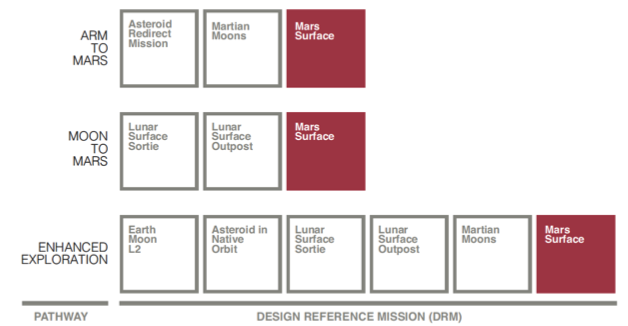 ARM
TO
MARS
Asteroid
Redirect
Mission
Martian
Moons
Mars
Surface
MOON
TO
MARS
Lunar
Surface
Sortie
Lunar
Surface
Outpost
Mars
Surface
ENHANCED
EXPLORATION
Earth
Moon
L2
Asteroid in
Native
Orbit
Lunar
Surface
Sortie
Lunar
Surface
Outpost
Martian
Moons
Mars
Surface
PATHWAY
DESIGN REFERENCE MISSION (DRM)